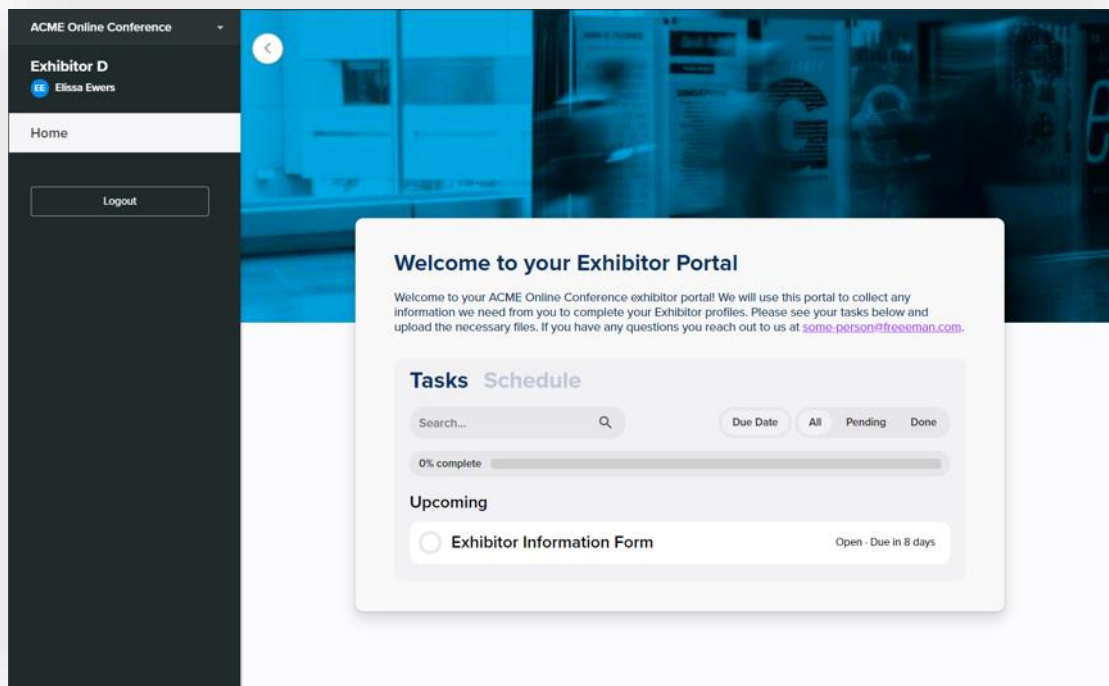 ACME Online Conference
Exhibitor D
EE Elissa Ewers
Home
Logout
SINGAPORE
G
e
Welcome to your Exhibitor Portal
Welcome to your ACME Online Conference exhibitor portal! We will use this portal to collect any
information we need from you to complete your Exhibitor profiles. Please see your tasks below and
upload the necessary files. If you have any questions you reach out to us at some-person@freeeman.com.
Tasks Schedule
Search... Due Date All Pending Done
0% complete
Upcoming
Exhibitor Information Form Open · Due in 8 days